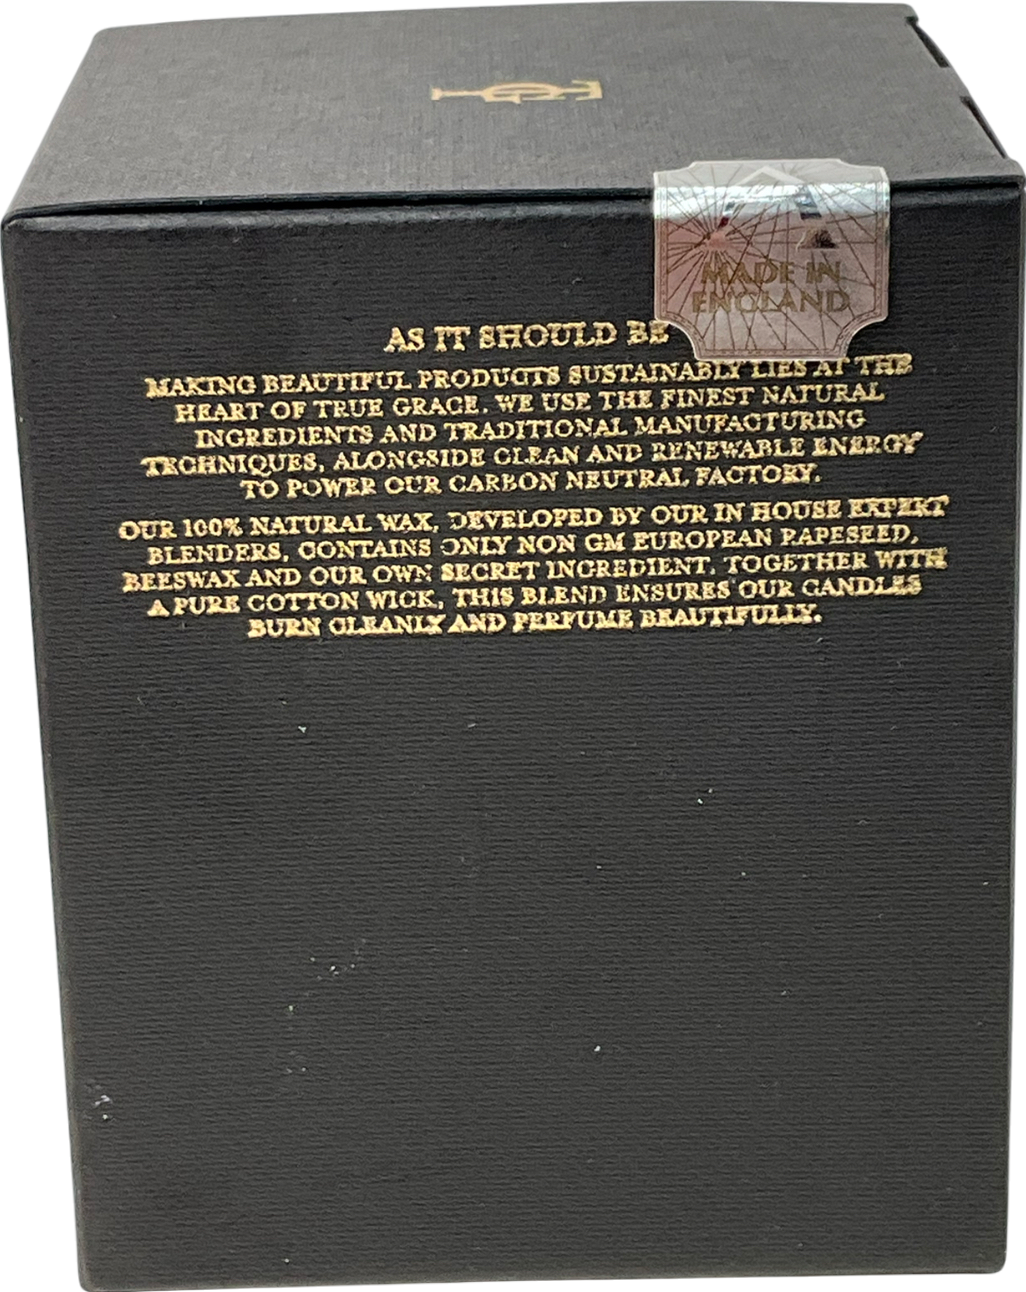 MADE IN
ENGLAND
AS IT SHOULD BE
MAKING BEAUTIFUL PRODUCTS SUSTAINABLY LIES AT THE
HEART OF TRUE GRACE. WE USE THE FINEST NATURAL
INGREDIENTS AND TRADITIONAL MANUFACTURING
TECHNIQUES, ALONGSIDE CLEAN AND RENEWABLE ENERGY
TO POWER OUR CARBON NEUTRAL FACTORY.
OUR 100% NATURAL WAX, DEVELOPED BY OUR IN HOUSE EXPERT
BLENDERS, CONTAINS ONLY NON GM EUROPEAN RAPESEED,
BEESWAX AND OUR OWN SECRET INGREDIENT. TOGETHER WITH
A PURE COTTON WICK, THIS BLEND ENSURES OUR CANDLES
BURN CLEANLY AND PERFUME BEAUTIFULLY.